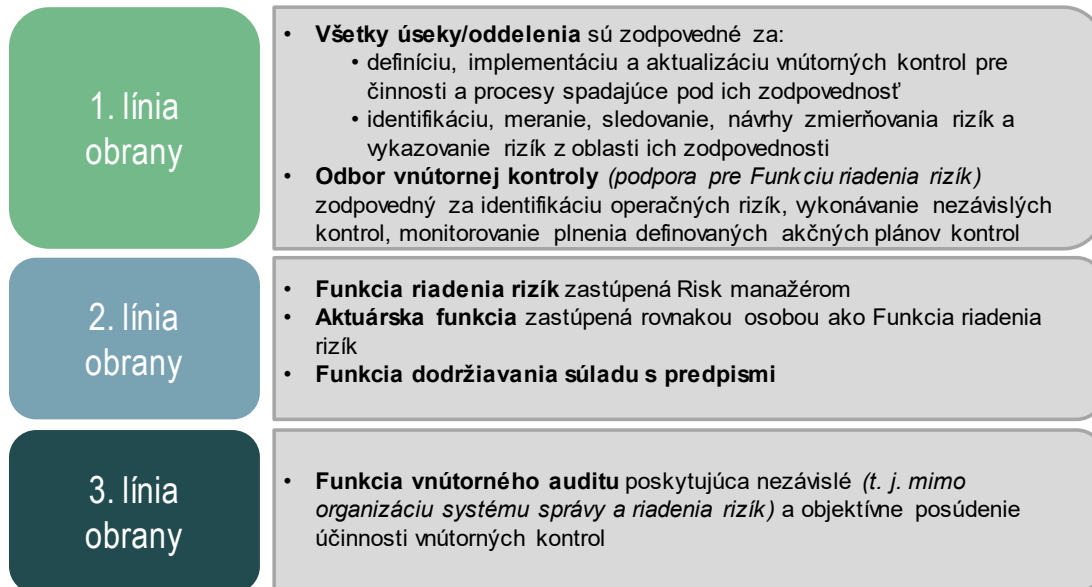 1. línia
obrany
• Všetky úseky/oddelenia sú zodpovedné za:
• definíciu, implementáciu a aktualizáciu vnútorných kontrol pre
činnosti a procesy spadajúce pod ich zodpovednosť
• identifikáciu, meranie, sledovanie, návrhy zmierňovania rizík a
vykazovanie rizík z oblasti ich zodpovednosti
• Odbor vnútornej kontroly (podpora pre Funkciu riadenia rizík)
zodpovedný za identifikáciu operačných rizík, vykonávanie nezávislých
kontrol, monitorovanie plnenia definovaných akčných plánov kontrol
2. línia
obrany
• Funkcia riadenia rizík zastúpená Risk manažérom
• Aktuárska funkcia zastúpená rovnakou osobou ako Funkcia riadenia
rizík
• Funkcia dodržiavania súladu s predpismi
3. línia
obrany
• Funkcia vnútorného auditu poskytujúca nezávislé (t. j. mimo
organizáciu systému správy a riadenia rizík) a objektívne posúdenie
účinnosti vnútorných kontrol